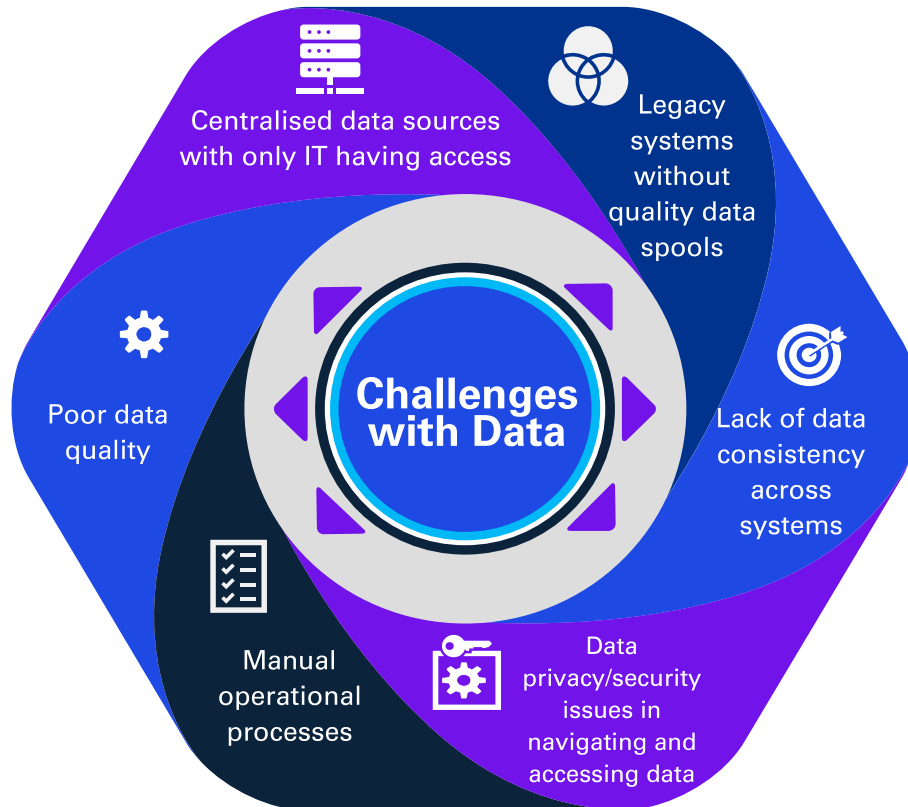 Centralised data sources
with only IT having access
Legacy
systems
without
quality data
spools
Lack of data
consistency
across
systems
Data
privacy/security
issues in
navigating and
accessing data
Manual
operational
processes
Poor data
quality
Challenges
with Data